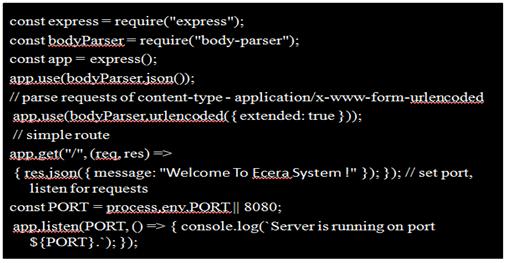 const express = require("express");
const bodyParser = require("body-parser");
const app = express();
app.use(bodyParser.json());
// parse requests of content-type - application/x-www-form-urlencoded
app.use(bodyParser.urlencoded({ extended: true }));
// simple route
app.get("/", (req, res) =>
{ res.json({ message: "Welcome To Ecera System !" }); }); // set port,
listen for requests
const PORT = process.env.PORT || 8080;
app.listen(PORT, () => { console.log(`Server is running on port
${PORT}.`); });